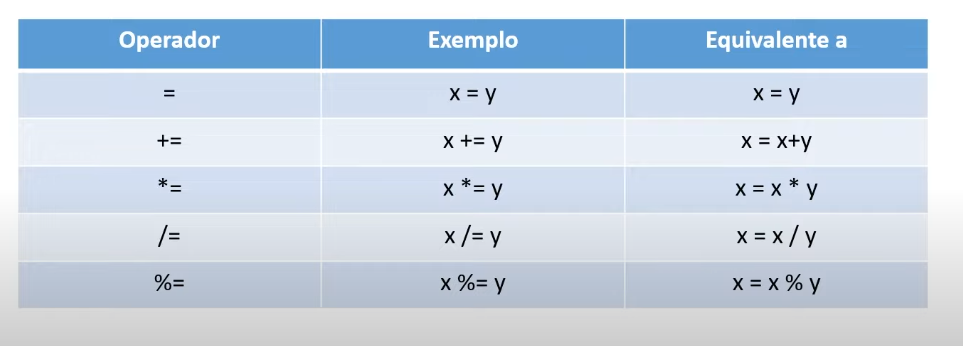 Operador Exemplo Equivalente a
= x = y x = y
+= x += y x = x+y
*= x *= y x = x * y
/= x /= y x = x / y
%= x %= y x = x % y